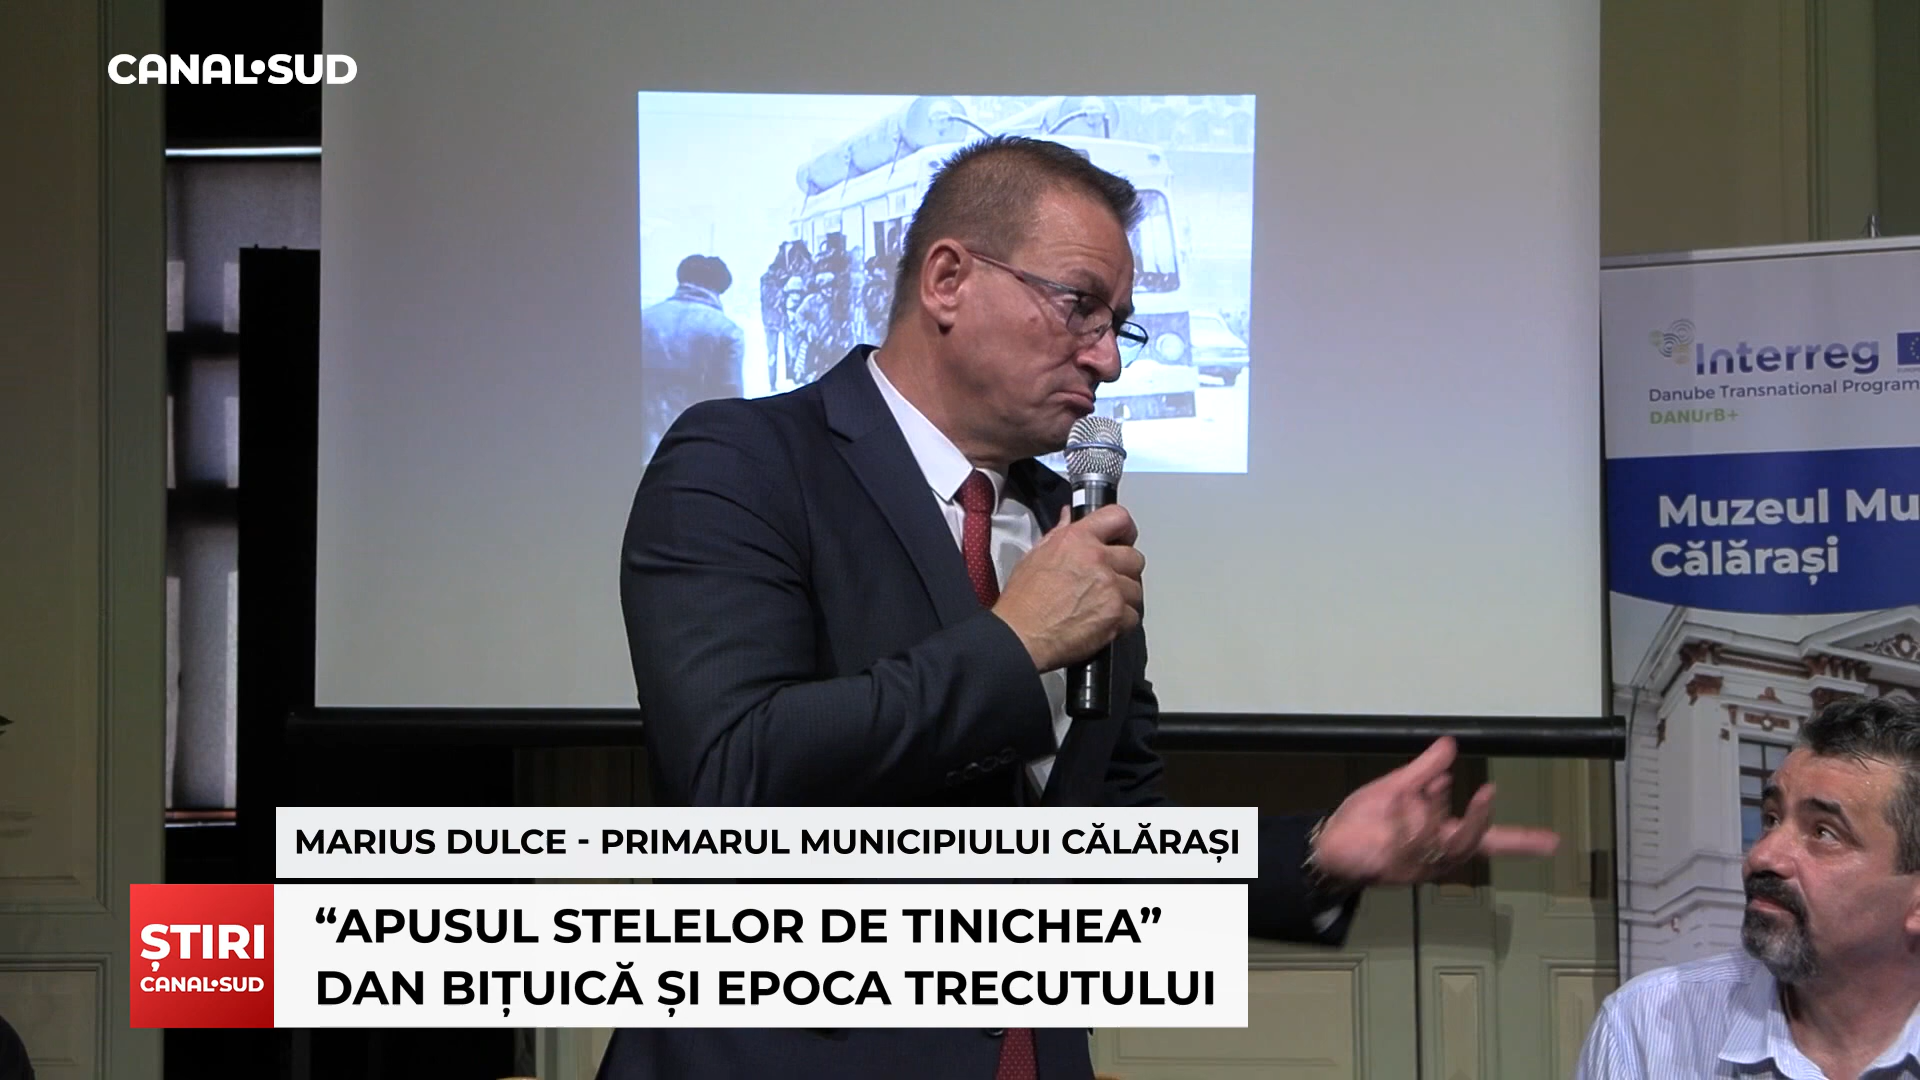 CANAL•SUD
Interreg
Danube Transnational Program
DANUrB+
Muzeul Mu
Călărași
MARIUS DULCE - PRIMARUL MUNICIPIULUI CĂLĂRAȘI
ȘTIRI
CANAL•SUD
“APUSUL STELELOR DE TINICHEA”
DAN BIȚUICĂ ȘI EPOCA TRECUTULUI